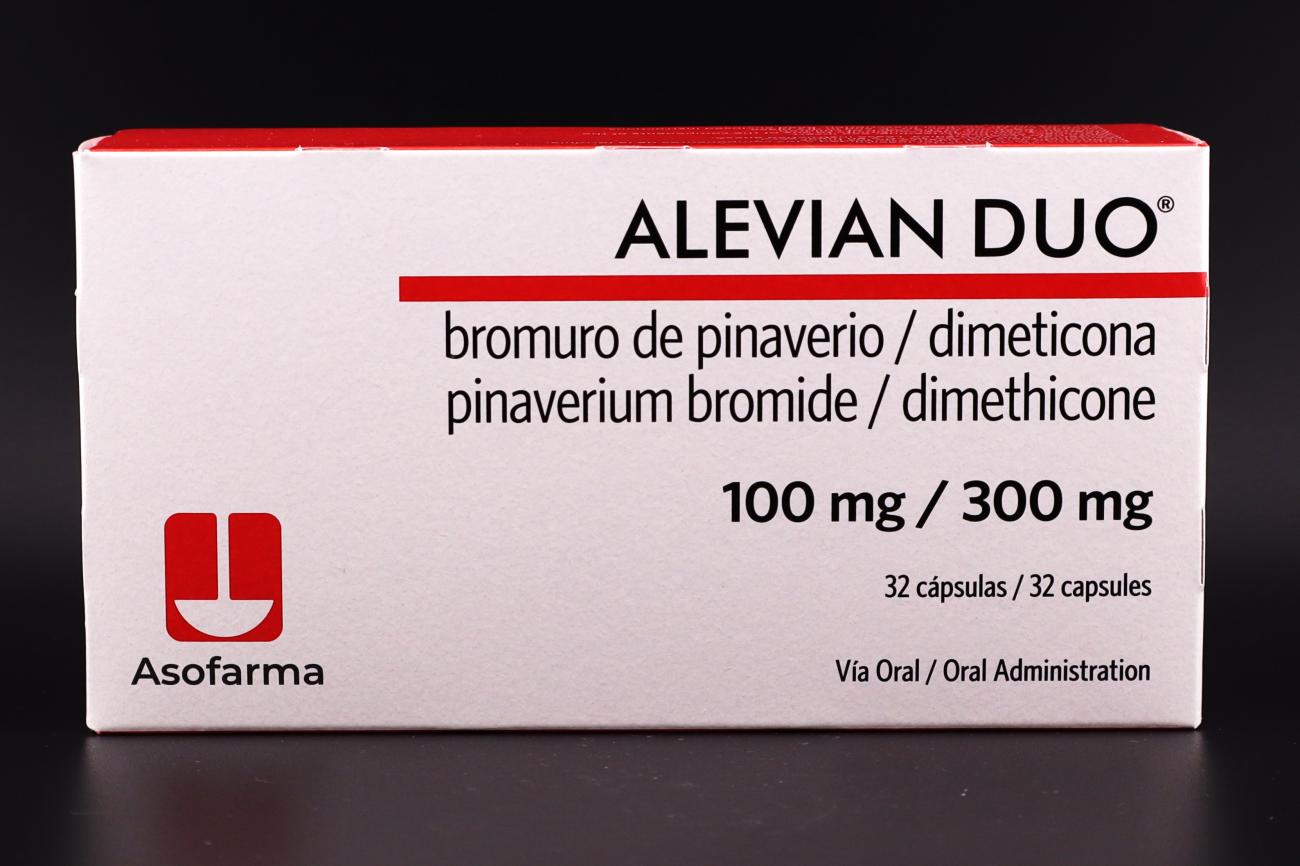 ALEVIAN DUO®
bromuro de pinaverio / dimeticona
pinaverium bromide / dimethicone
100 mg / 300 mg
32 cápsulas / 32 capsules
Vía Oral / Oral Administration
Asofarma